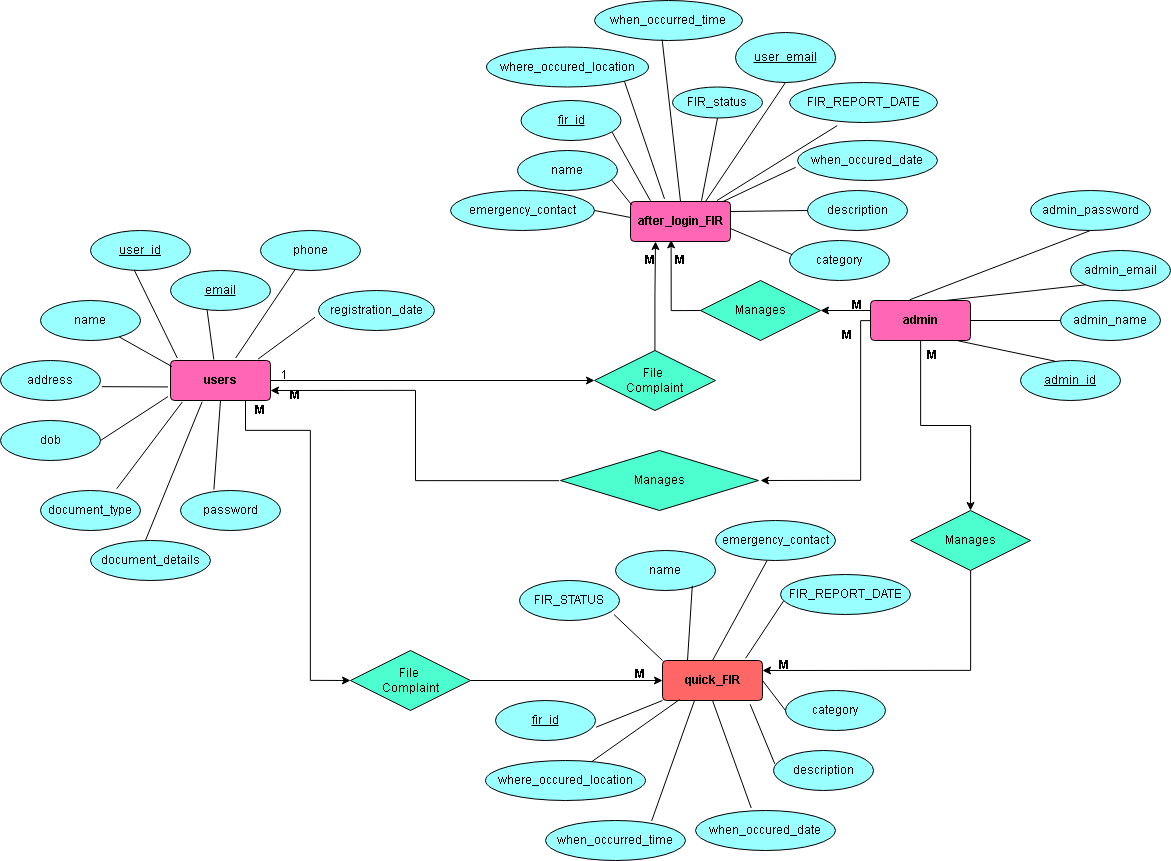 when_occurred_time
user_email
where_occured_location
FIR_status
FIR_REPORT_DATE
fir_id
when_occured_date
name
emergency_contact
description
after_login_FIR
category
M
M
admin_password
admin_email
admin_name
admin_id
admin
M
M
M
Manages
user_id
phone
email
registration_date
name
address
users
dob
document_type
password
document_details
1
M
M
File
Complaint
Manages
Manages
emergency_contact
name
FIR_REPORT_DATE
FIR_STATUS
File
Complaint
M
M
quick_FIR
category
fir_id
where_occured_location
description
when_occurred_time
when_occured_date